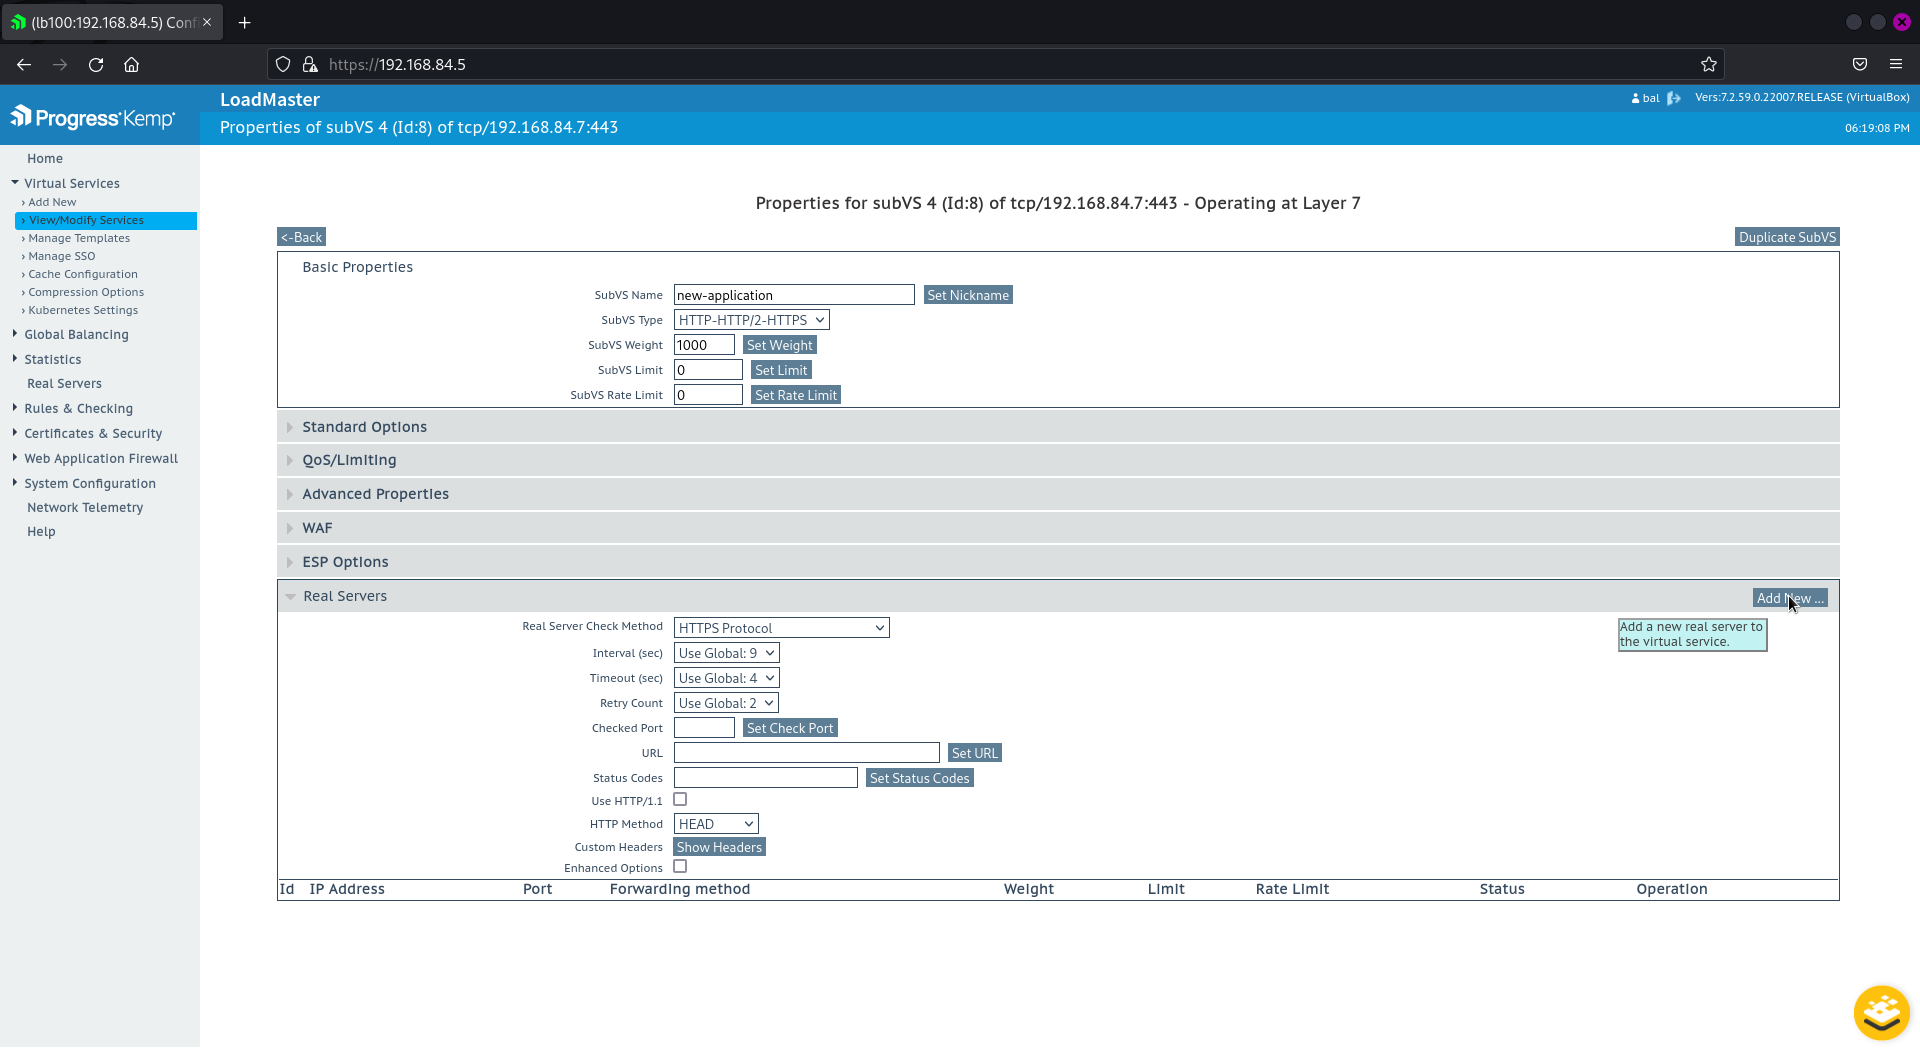 (lb100:192.168.84.5) Conf
https://192.168.84.5
Progress Kemp
LoadMaster
bal
Vers:7.2.59.0.22007.RELEASE (VirtualBox)
Properties of subVS 4 (Id:8) of tcp/192.168.84.7:443
06:19:08 PM
Home
Virtual Services
› Add New
› View/Modify Services
› Manage Templates
› Manage SSO
› Cache Configuration
› Compression Options
› Kubernetes Settings
Global Balancing
Statistics
Real Servers
Rules & Checking
Certificates & Security
Web Application Firewall
System Configuration
Network Telemetry
Help
Properties for subVS 4 (Id:8) of tcp/192.168.84.7:443 - Operating at Layer 7
<-Back
Duplicate SubVS
Basic Properties
SubVS Name new-application Set Nickname
SubVS Type HTTP-HTTP/2-HTTPS
SubVS Weight 1000 Set Weight
SubVS Limit 0 Set Limit
SubVS Rate Limit 0 Set Rate Limit
Standard Options
QoS/Limiting
Advanced Properties
WAF
ESP Options
Real Servers
Add New ...
Add a new real server to
the virtual service.
Real Server Check Method HTTPS Protocol
Interval (sec) Use Global: 9
Timeout (sec) Use Global: 4
Retry Count Use Global: 2
Checked Port Set Check Port
URL Set URL
Status Codes Set Status Codes
Use HTTP/1.1
HTTP Method HEAD
Custom Headers Show Headers
Enhanced Options
Id IP Address Port Forwarding method Weight Limit Rate Limit Status Operation